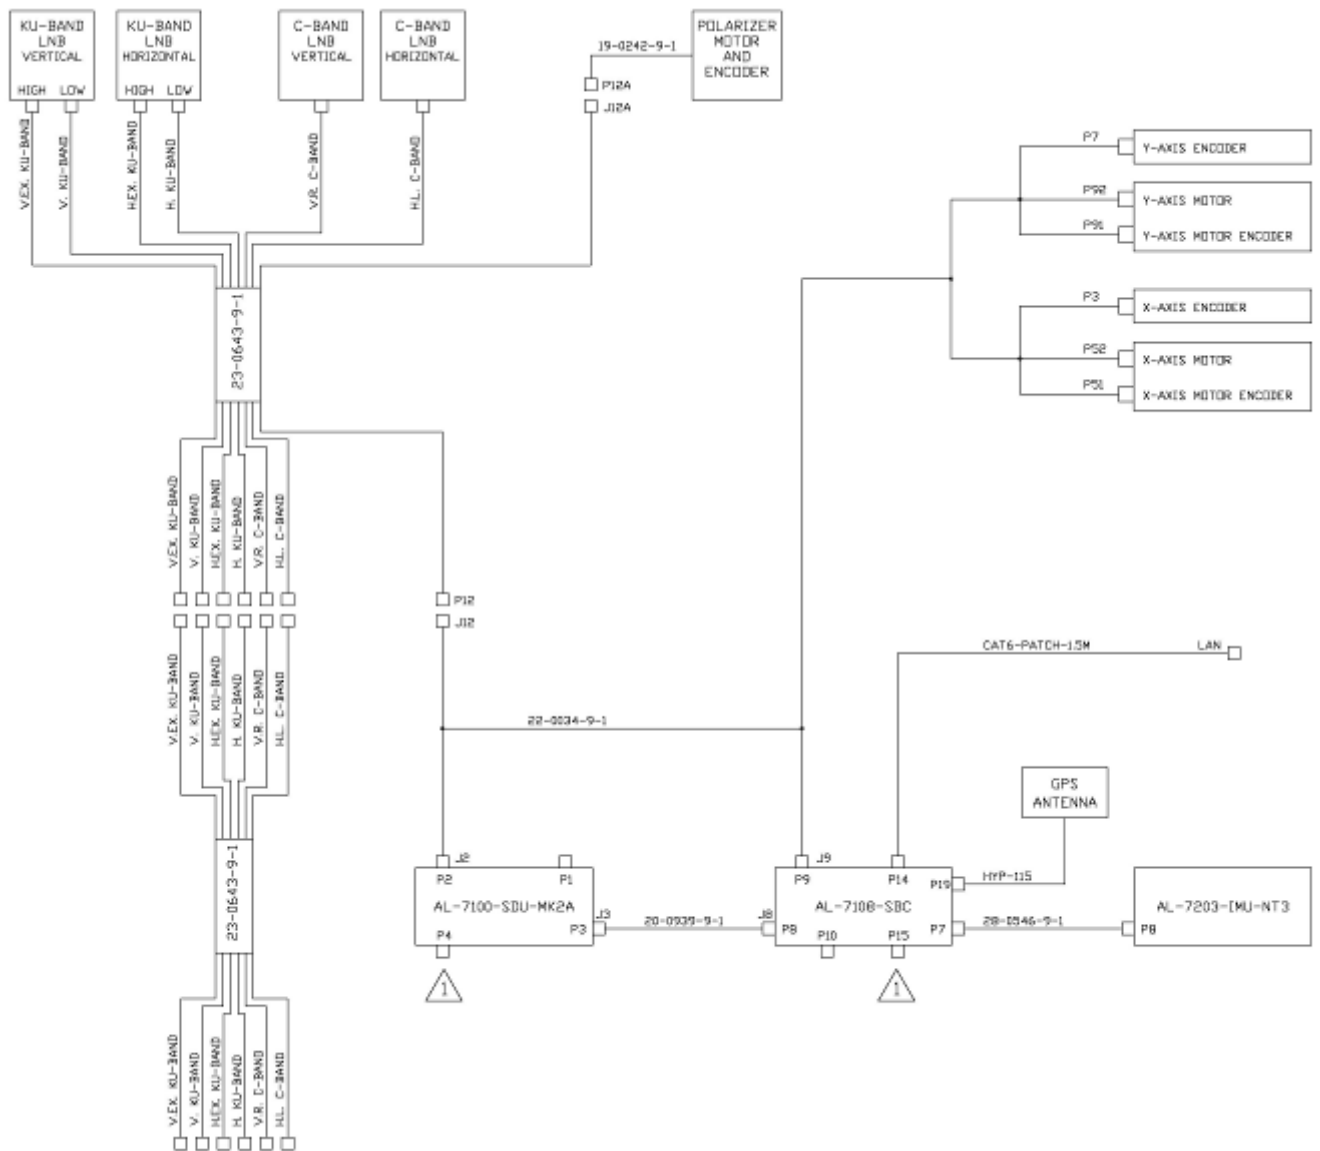 KU-BAND
LNB
VERTICAL
HIGH LOW
KU-BAND
LNB
HORIZONTAL
HIGH LOW
C-BAND
LNB
VERTICAL
C-BAND
LNB
HORIZONTAL
19-0242-9-1
POLARIZER
MOTOR
AND
ENCODER
P12A
J12A
V.EX. KU-BAND
V. KU-BAND
H.EX. KU-BAND
H. KU-BAND
V.R. C-BAND
H.L. C-BAND
P7
Y-AXIS ENCODER
P92
Y-AXIS MOTOR
P91
Y-AXIS MOTOR ENCODER
P3
X-AXIS ENCODER
P52
X-AXIS MOTOR
P51
X-AXIS MOTOR ENCODER
23-0643-9-1
V.EX. KU-BAND
V. KU-BAND
H.EX. KU-BAND
H. KU-BAND
V.R. C-BAND
H.L. C-BAND
P12
J12
V.EX. KU-BAND
V. KU-BAND
H.EX. KU-BAND
H. KU-BAND
V.R. C-BAND
H.L. C-BAND
CAT6-PATCH-1.5M
LAN
22-0034-9-1
GPS
ANTENNA
23-0643-9-1
J2
P2
P1
AL-7100-SDU-MK2A
P4
P3
J3
1
20-0939-9-1
J8
J9
P9
P14
P19
AL-7108-SBC
P8
P10
P15
P7
1
HYP-115
28-0546-9-1
AL-7203-IMU-NT3
P8
V.EX. KU-BAND
V. KU-BAND
H.EX. KU-BAND
H. KU-BAND
V.R. C-BAND
H.L. C-BAND